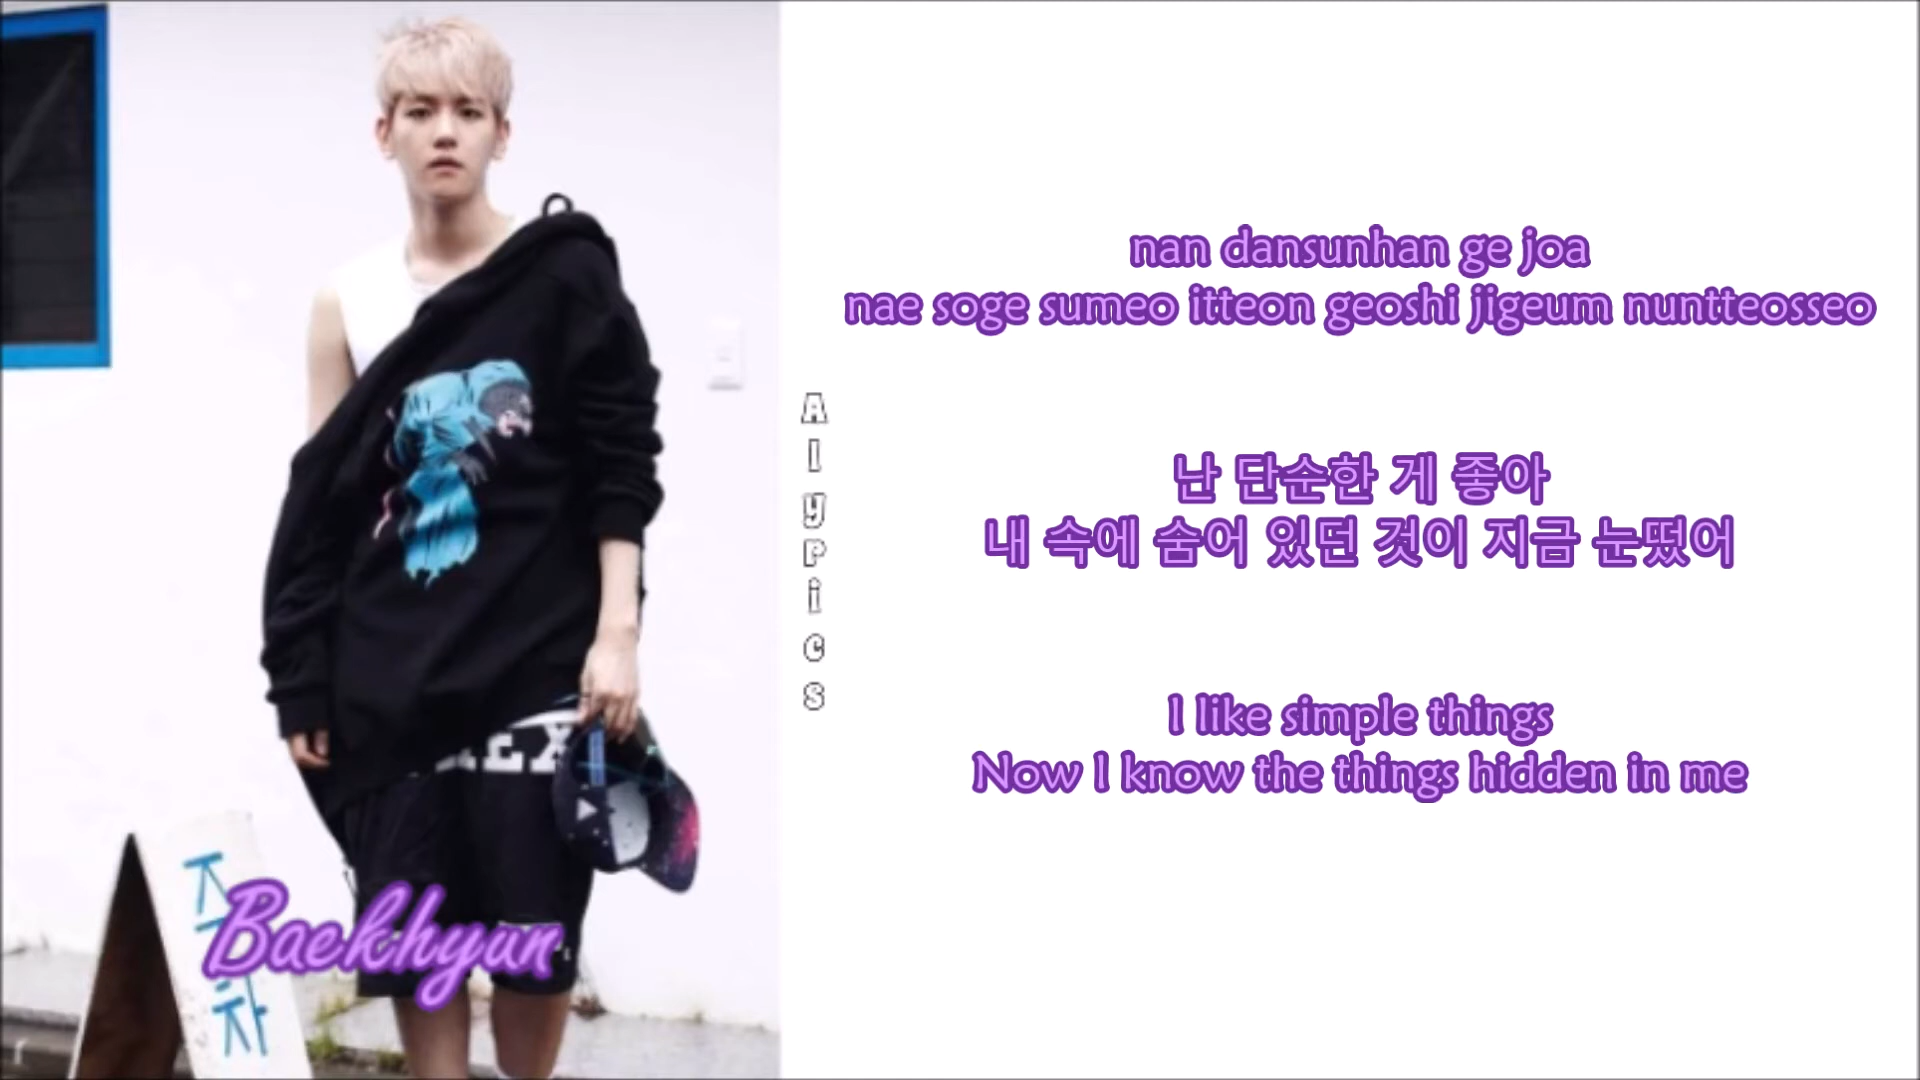 nan dansunhan ge joa
nae soge sumeo itteon geoshi jigeum nuntteosseo
난 단순한 게 좋아
내 속에 숨어 있던 것이 지금 눈떴어
I like simple things
Now I know the things hidden in me
Alypics
Baekhyun